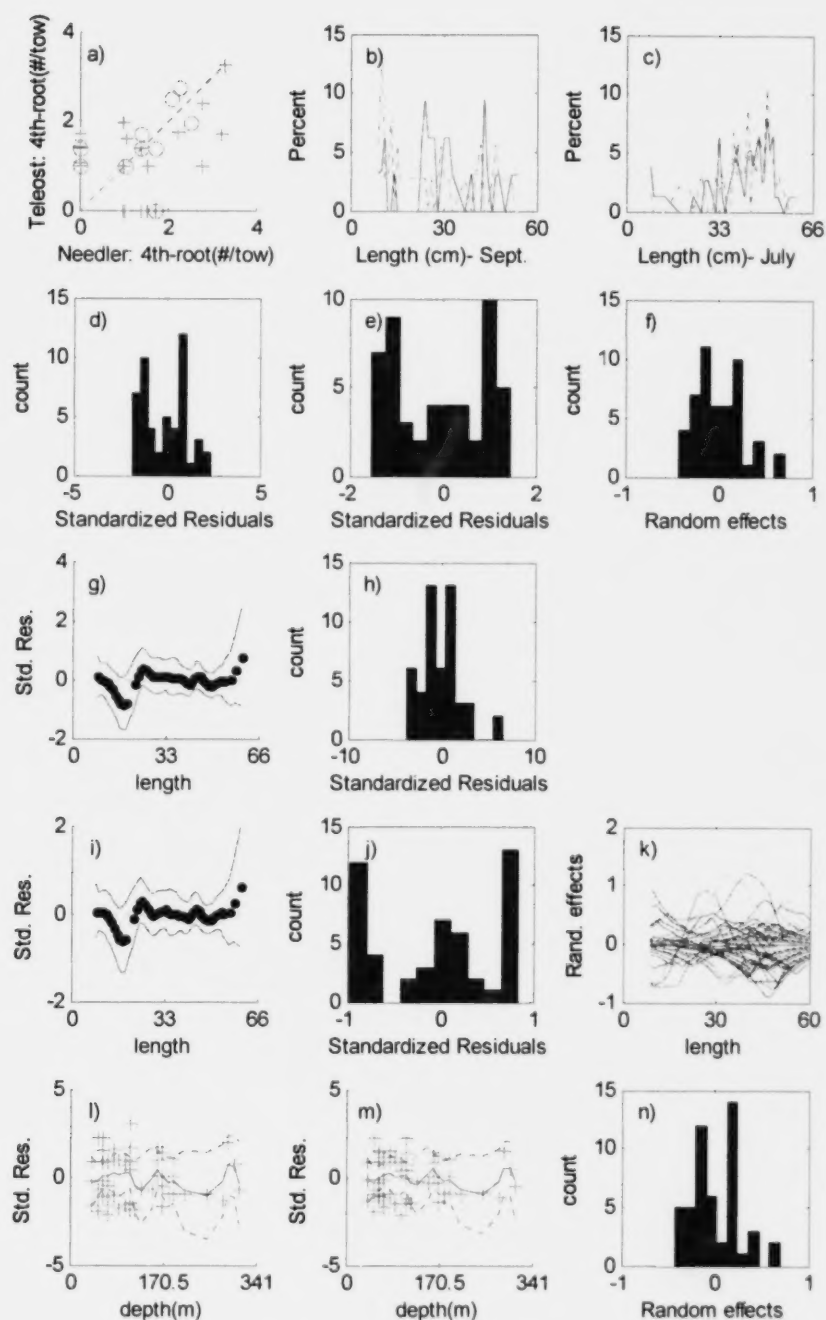 a)
4
2
0
0 2 4
Teleost: 4th-root(#/tow)
Needler: 4th-root(#/tow)
b)
15
10
5
0
0 30 60
Percent
Length (cm)- Sept.
c)
15
10
5
0
0 33 66
Percent
Length (cm)- July
d)
15
10
5
0
-5 0 5
count
Standardized Residuals
e)
10
5
0
-2 0 2
count
Standardized Residuals
f)
15
10
5
0
-1 0 1
count
Random effects
g)
4
2
0
-2
0 33 66
Std. Res.
length
h)
15
10
5
0
-10 0 10
count
Standardized Residuals
i)
2
0
-2
0 33 66
Std. Res.
length
j)
15
10
5
0
-1 0 1
count
Standardized Residuals
k)
2
1
0
-1
0 30 60
Rand. effects
length
l)
5
0
-5
0 170.5 341
Std. Res.
depth(m)
m)
5
0
-5
0 170.5 341
Std. Res.
depth(m)
n)
15
10
5
0
-1 0 1
count
Random effects